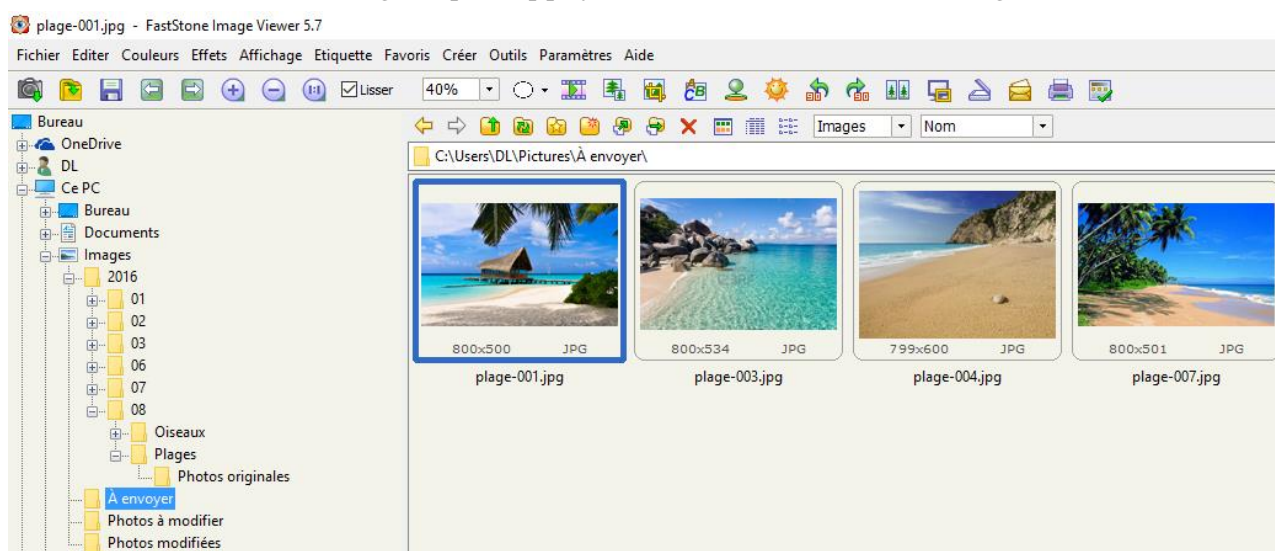 plage-001.jpg - FastStone Image Viewer 5.7
Fichier Editer Couleurs Effets Affichage Etiquette Favoris Créer Outils Paramètres Aide
Lisser 40%
Images Nom
C:\Users\DL\Pictures\À envoyer\
Bureau
OneDrive
DL
Ce PC
Bureau
Documents
Images
2016
01
02
03
06
07
08
Oiseaux
Plages
Photos originales
À envoyer
Photos à modifier
Photos modifiées
800x500 JPG 800x534 JPG 799x600 JPG 800x501 JPG
plage-001.jpg plage-003.jpg plage-004.jpg plage-007.jpg